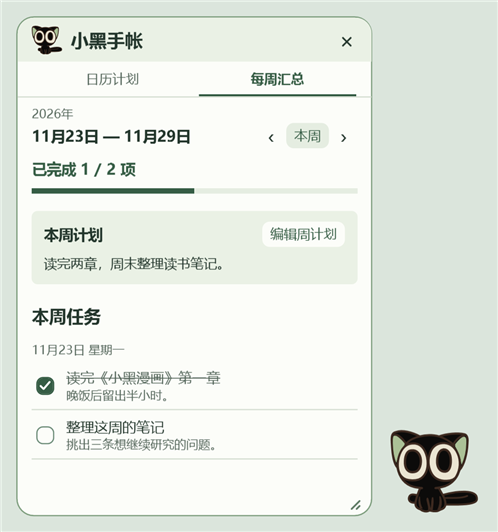 小黑手帐
×
日历计划
每周汇总
2026年
11月23日 — 11月29日
‹ 本周 ›
已完成 1 / 2 项
本周计划
编辑周计划
读完两章，周末整理读书笔记。
本周任务
11月23日 星期一
读完《小黑漫画》第一章
晚饭后留出半小时。
整理这周的笔记
挑出三条想继续研究的问题。